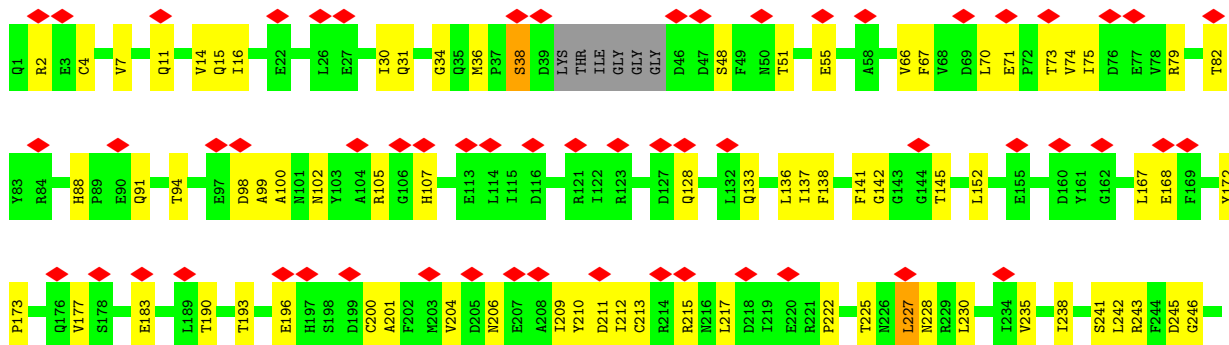 Q1 R2 E3 C4 V7 Q11 V14 Q15 I16 E22 L26 E27 I30 Q31 G34 Q35 M36 P37 S38 D39 LYS THR ILE GLY GLY GLY D46 D47 S48 F49 N50 T51 E55 A58 V66 F67 V68 D69 L70 E71 P72 T73 V74 I75 D76 E77 V78 R79 T82
Y83 R84 H88 P89 E90 Q91 T94 E97 D98 A99 A100 N101 N102 Y103 A104 R105 G106 H107 E113 L114 I115 D116 R121 I122 R123 D127 Q128 L132 Q133 L136 I137 F138 F141 G142 G143 G144 T145 L152 E155 D160 Y161 G162 L167 E168 F169 Y172
P173 Q176 V177 S178 E183 L189 T190 T193 E196 H197 S198 D199 C200 A201 F202 M203 V204 D205 N206 E207 A208 I209 Y210 D211 I212 C213 R214 R215 N216 L217 D218 I219 E220 R221 P222 T225 N226 L227 N228 R229 L230 I234 V235 I238 S241 L242 R243 F244 D245 G246